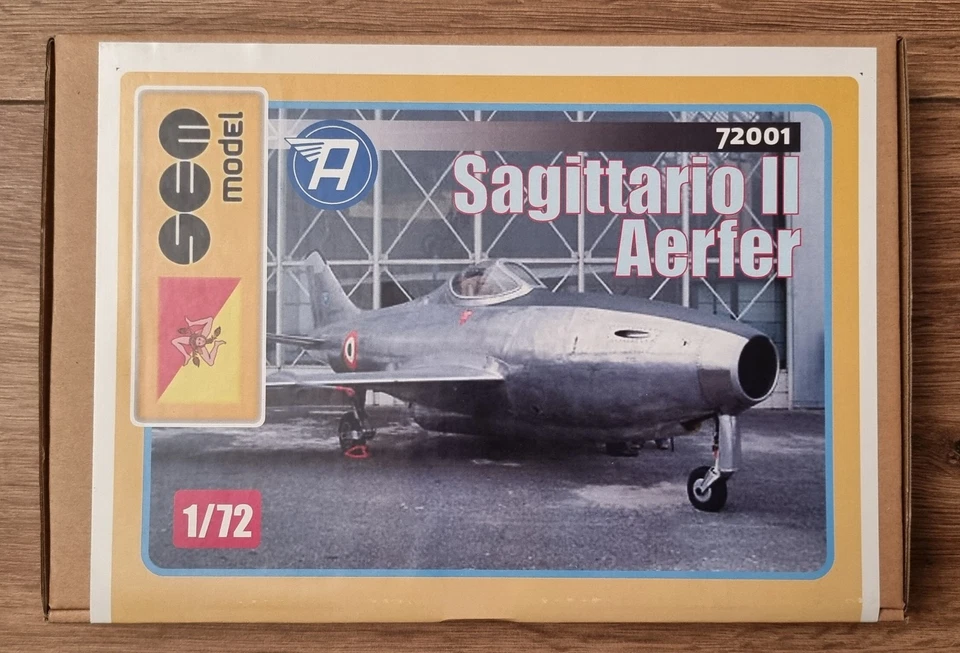 SEM
model
A
72001
Sagittario II
Aerfer
1/72